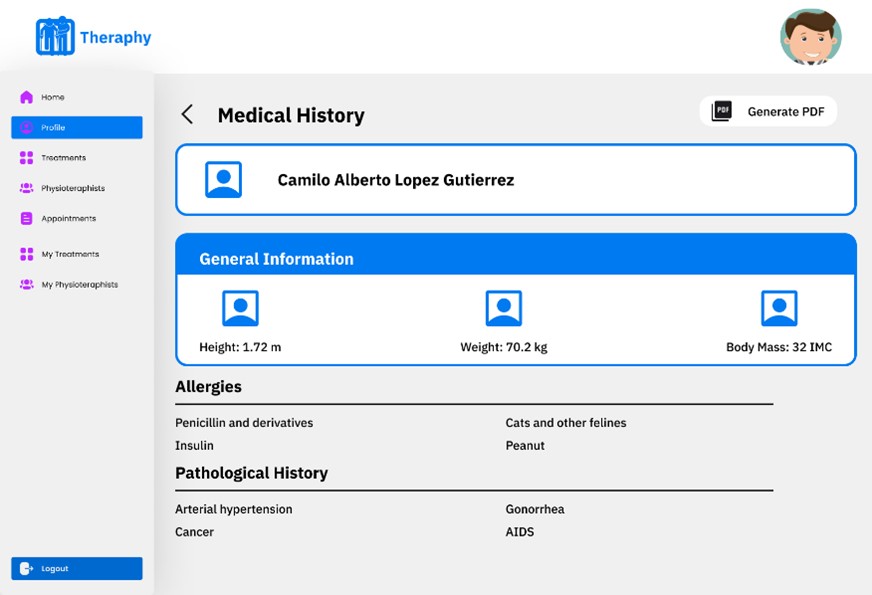 Theraphy
Home
Profile
Treatments
Physioteraphists
Appointments
My Treatments
My Physioteraphists
Logout
Medical History
PDF
Generate PDF
Camilo Alberto Lopez Gutierrez
General Information
Height: 1.72 m
Weight: 70.2 kg
Body Mass: 32 IMC
Allergies
Penicillin and derivatives
Cats and other felines
Insulin
Peanut
Pathological History
Arterial hypertension
Gonorrhea
Cancer
AIDS